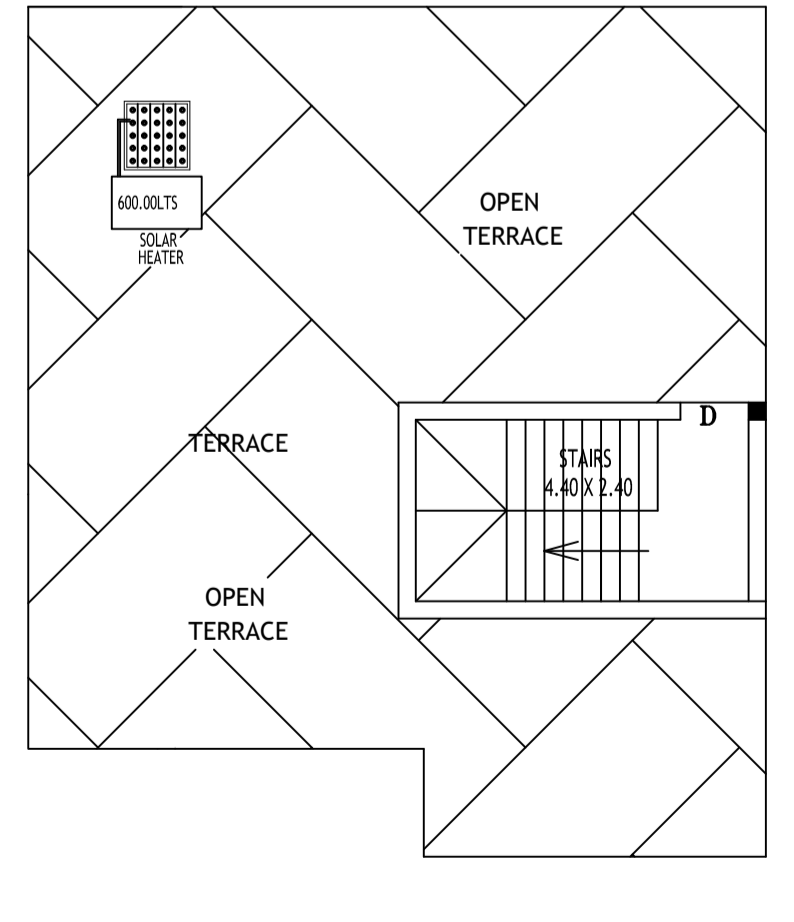 600.00LTS
SOLAR
HEATER
OPEN
TERRACE
D
TERRACE
STAIRS
4.40 X 2.40
OPEN
TERRACE